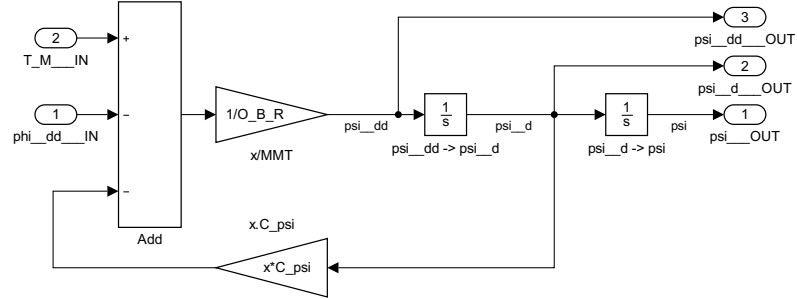 3
psi__dd___OUT
2
+
T_M___IN
2
psi__d___OUT
1
−
phi__dd___IN
1/O_B_R
x/MMT
psi__dd
1
s
psi__dd -> psi__d
psi__d
1
s
psi__d -> psi
psi
1
psi___OUT
−
Add
x.C_psi
x*C_psi